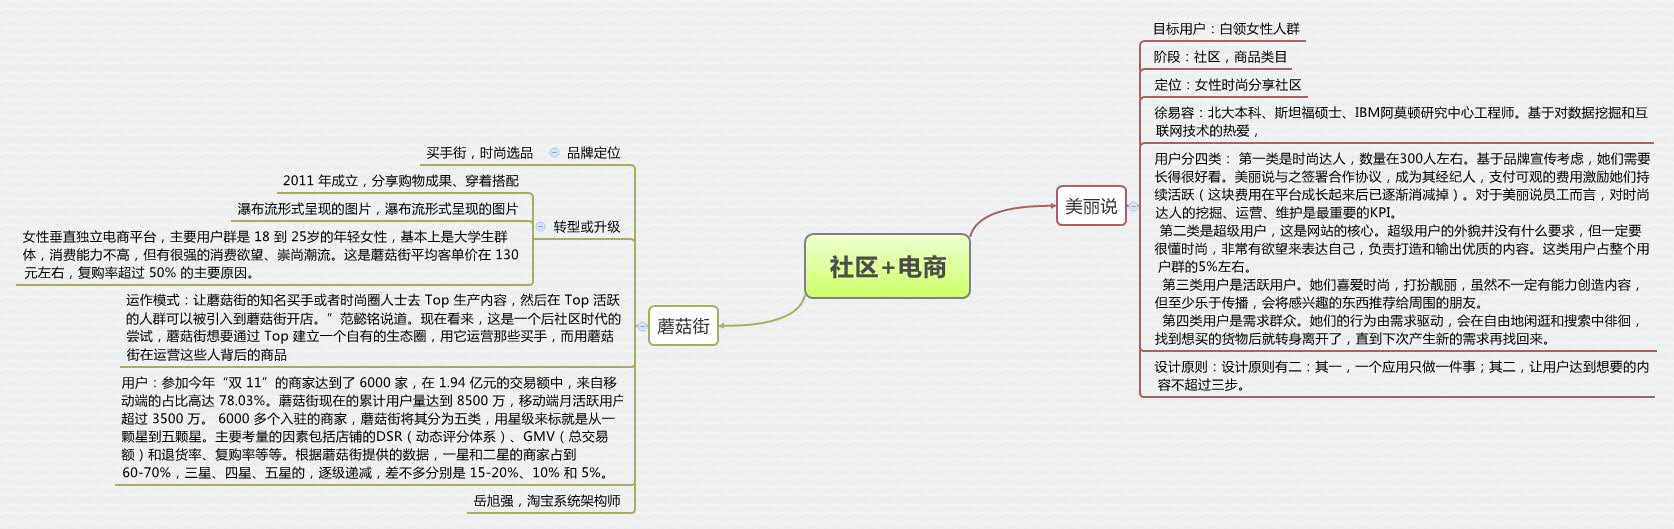 社区+电商
美丽说
目标用户：白领女性人群
阶段：社区，商品类目
定位：女性时尚分享社区
徐易容：北大本科、斯坦福硕士、IBM阿莫顿研究中心工程师。基于对数据挖掘和互
联网技术的热爱，
用户分四类： 第一类是时尚达人，数量在300人左右。基于品牌宣传考虑，她们需要
长得很好看。美丽说与之签署合作协议，成为其经纪人，支付可观的费用激励她们持
续活跃（这块费用在平台成长起来后已逐渐消减掉）。对于美丽说员工而言，对时尚
达人的挖掘、运营、维护是最重要的KPI。
第二类是超级用户，这是网站的核心。超级用户的外貌并没有什么要求，但一定要
很懂时尚，非常有欲望来表达自己，负责打造和输出优质的内容。这类用户占整个用
户群的5%左右。
第三类用户是活跃用户。她们喜爱时尚，打扮靓丽，虽然不一定有能力创造内容，
但至少乐于传播，会将感兴趣的东西推荐给周围的朋友。
第四类用户是需求群众。她们的行为由需求驱动，会在自由地闲逛和搜索中徘徊，
找到想买的货物后就转身离开了，直到下次产生新的需求再找回来。
设计原则：设计原则有二：其一，一个应用只做一件事；其二，让用户达到想要的内
容不超过三步。
蘑菇街
品牌定位
买手街，时尚选品
转型或升级
2011 年成立，分享购物成果、穿着搭配
瀑布流形式呈现的图片，瀑布流形式呈现的图片
女性垂直独立电商平台，主要用户群是 18 到 25岁的年轻女性，基本上是大学生群
体，消费能力不高，但有很强的消费欲望、崇尚潮流。这是蘑菇街平均客单价在 130
元左右，复购率超过 50% 的主要原因。
运作模式：让蘑菇街的知名买手或者时尚圈人士去 Top 生产内容，然后在 Top 活跃
的人群可以被引入到蘑菇街开店。”范懿铭说道。现在看来，这是一个后社区时代的
尝试，蘑菇街想要通过 Top 建立一个自有的生态圈，用它运营那些买手，而用蘑菇
街在运营这些人背后的商品
用户：参加今年“双 11”的商家达到了 6000 家，在 1.94 亿元的交易额中，来自移
动端的占比高达 78.03%。蘑菇街现在的累计用户量达到 8500 万，移动端月活跃用户
超过 3500 万。 6000 多个入驻的商家，蘑菇街将其分为五类，用星级来标就是从一
颗星到五颗星。主要考量的因素包括店铺的DSR（动态评分体系）、GMV（总交易
额）和退货率、复购率等等。根据蘑菇街提供的数据，一星和二星的商家占到
60-70%，三星、四星、五星的，逐级递减，差不多分别是 15-20%、10% 和 5%。
岳旭强，淘宝系统架构师